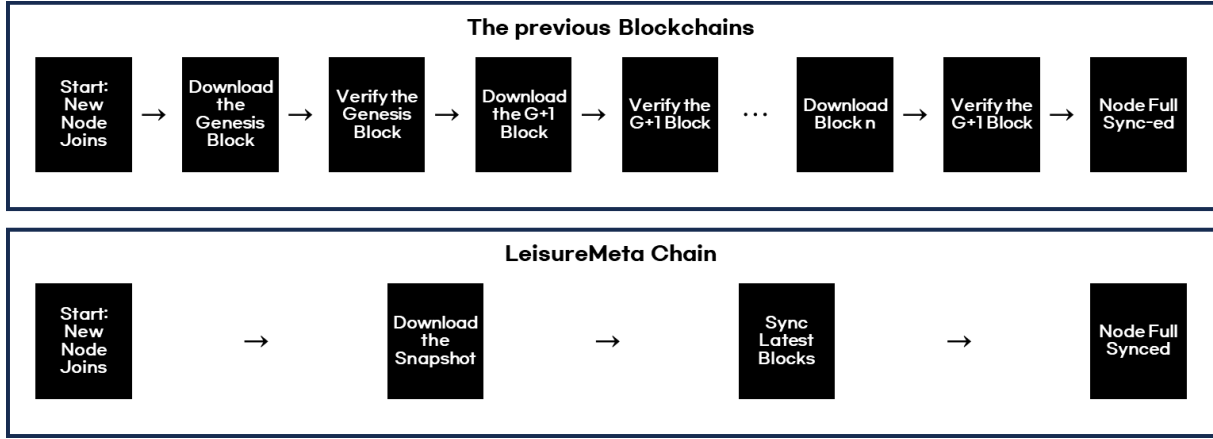 The previous Blockchains
Start:
New
Node
Joins
→
Download
the
Genesis
Block
→
Verify the
Genesis
Block
→
Download
the G+1
Block
→
Verify the
G+1 Block
...
Download
Block n
→
Verify the
G+1 Block
→
Node Full
Sync-ed
LeisureMeta Chain
Start:
New
Node
Joins
→
Download
the
Snapshot
→
Sync
Latest
Blocks
→
Node Full
Synced